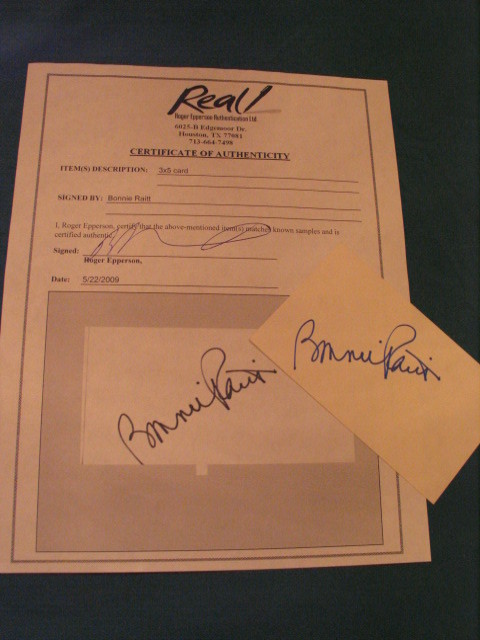 Real!
Roger Epperson Authentication Ltd.
6025-D Edgemoor Dr.
Houston, TX 77081
713-664-7498
CERTIFICATE OF AUTHENTICITY
ITEM(S) DESCRIPTION: 3x5 card
SIGNED BY: Bonnie Raitt
I, Roger Epperson, certify that the above-mentioned item(s) matches known samples and is
certified authentic.
Signed:
Roger Epperson,
Date: 5/22/2009
Bonnie Raitt
Bonnie Raitt